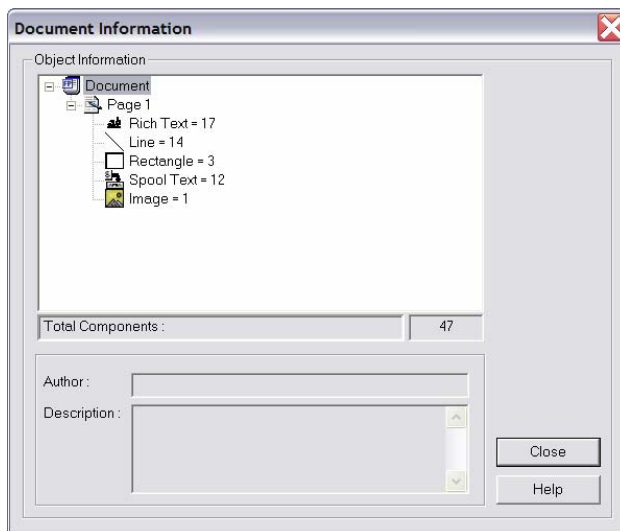 Document Information
Object Information
Document
Page 1
Rich Text = 17
Line = 14
Rectangle = 3
Spool Text = 12
Image = 1
Total Components : 47
Author :
Description :
Close
Help